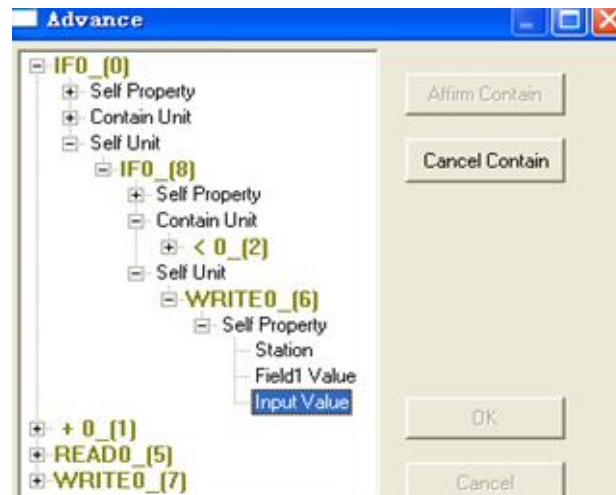 Advance
IF0_(0)
Self Property
Contain Unit
Self Unit
IF0_(8)
Self Property
Contain Unit
< 0_(2)
Self Unit
WRITE0_(6)
Self Property
Station
Field1 Value
Input Value
+ 0_(1)
READ0_(5)
WRITE0_(7)
Affirm Contain
Cancel Contain
OK
Cancel